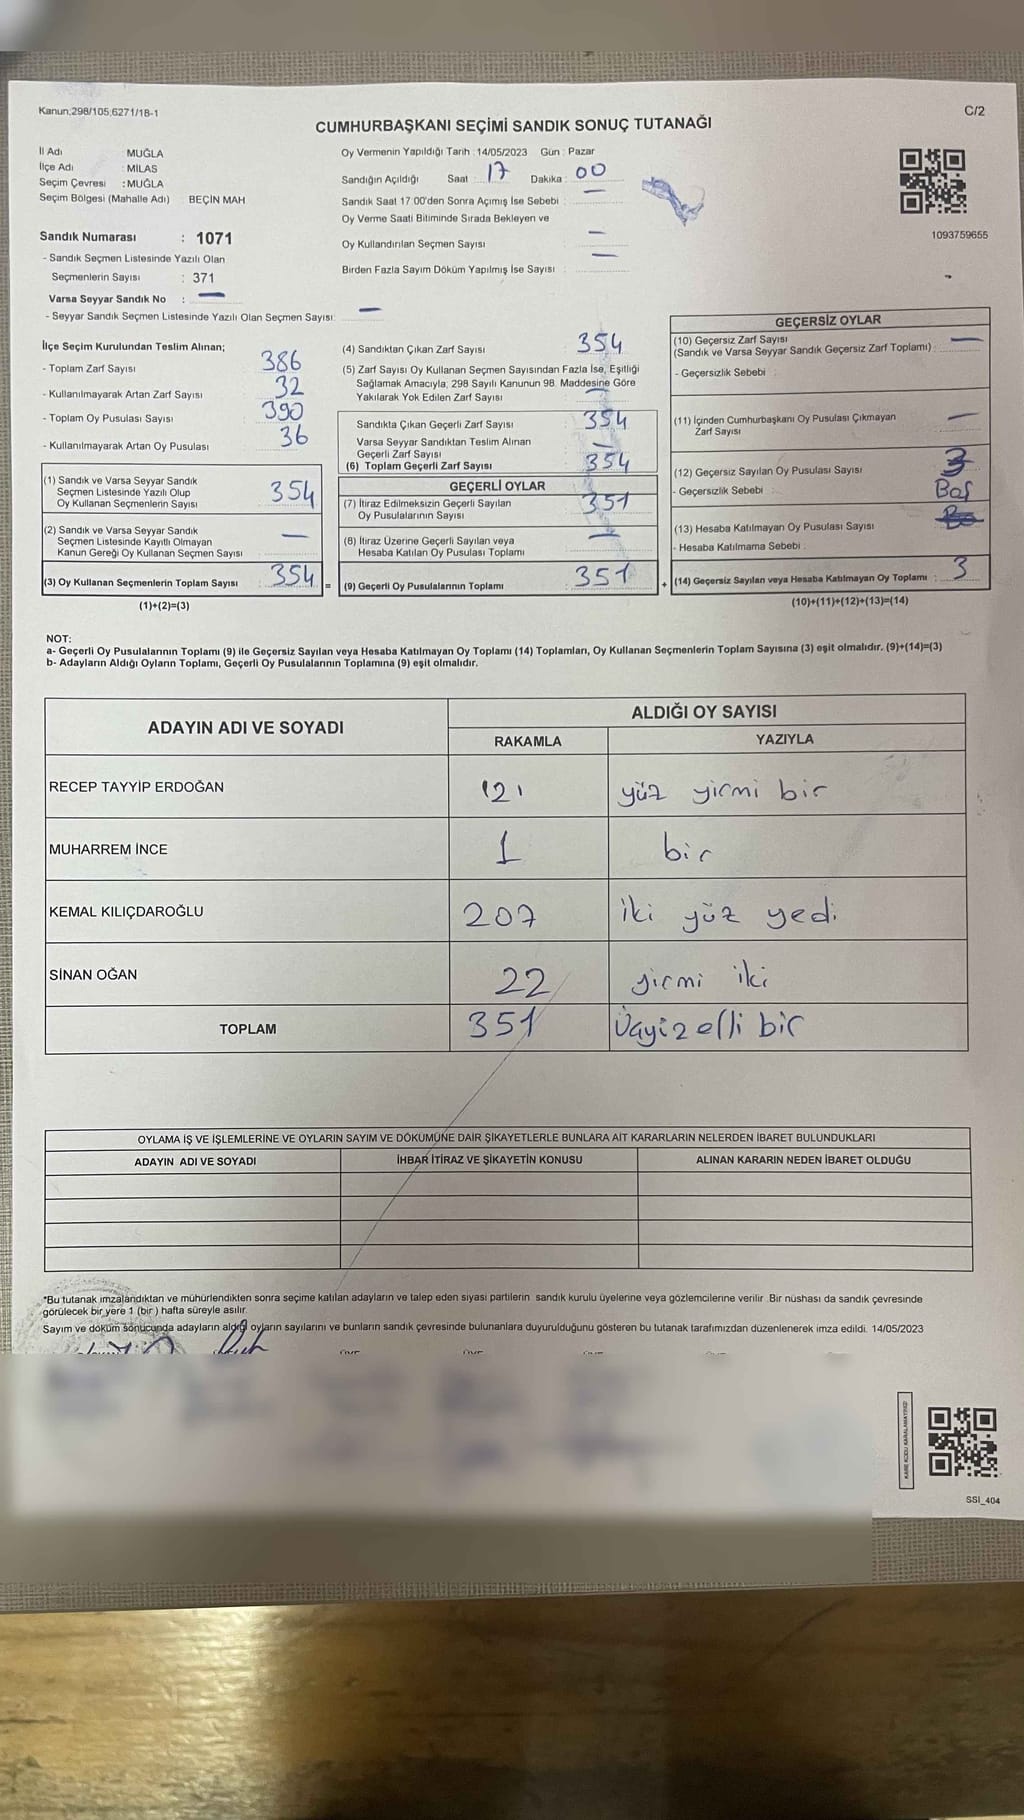 Kanun;298/105;6271/18-1
C/2
CUMHURBAŞKANI SEÇİMİ SANDIK SONUÇ TUTANAĞI
İl Adı : MUĞLA
İlçe Adı : MİLAS
Seçim Çevresi : MUĞLA
Seçim Bölgesi (Mahalle Adı) BEÇİN MAH
Sandık Numarası : 1071
- Sandık Seçmen Listesinde Yazılı Olan
Seçmenlerin Sayısı : 371
Varsa Seyyar Sandık No : —
- Seyyar Sandık Seçmen Listesinde Yazılı Olan Seçmen Sayısı: —
Oy Vermenin Yapıldığı Tarih : 14/05/2023 Gün : Pazar
Sandığın Açıldığı Saat : 17 Dakika : 00
Sandık Saat 17 00'den Sonra Açımış İse Sebebi : —
Oy Verme Saati Bitiminde Sırada Bekleyen ve
Oy Kullandırılan Seçmen Sayısı : —
Birden Fazla Sayım Döküm Yapılmış İse Sayısı : —
1093759655
İlçe Seçim Kurulundan Teslim Alınan;
- Toplam Zarf Sayısı 386
- Kullanılmayarak Artan Zarf Sayısı 32
- Toplam Oy Pusulası Sayısı 390
- Kullanılmayarak Artan Oy Pusulası 36
(1) Sandık ve Varsa Seyyar Sandık
Seçmen Listesinde Yazılı Olup
Oy Kullanan Seçmenlerin Sayısı 354
(2) Sandık ve Varsa Seyyar Sandık
Seçmen Listesinde Kayıtlı Olmayan
Kanun Gereği Oy Kullanan Seçmen Sayısı —
(3) Oy Kullanan Seçmenlerin Toplam Sayısı 354 =
(1)+(2)=(3)
(4) Sandıktan Çıkan Zarf Sayısı 354
(5) Zarf Sayısı Oy Kullanan Seçmen Sayısından Fazla İse, Eşitliği
Sağlamak Amacıyla, 298 Sayılı Kanunun 98. Maddesine Göre
Yakılarak Yok Edilen Zarf Sayısı —
Sandıkta Çıkan Geçerli Zarf Sayısı 354
Varsa Seyyar Sandıktan Teslim Alınan
Geçerli Zarf Sayısı —
(6) Toplam Geçerli Zarf Sayısı 354
GEÇERLİ OYLAR
(7) İtiraz Edilmeksizin Geçerli Sayılan
Oy Pusulalarının Sayısı 351
(8) İtiraz Üzerine Geçerli Sayılan veya
Hesaba Katılan Oy Pusulası Toplamı —
(9) Geçerli Oy Pusulalarının Toplamı 351 +
GEÇERSİZ OYLAR
(10) Geçersiz Zarf Sayısı
(Sandık ve Varsa Seyyar Sandık Geçersiz Zarf Toplamı) : —
- Geçersizlik Sebebi :
(11) İçinden Cumhurbaşkanı Oy Pusulası Çıkmayan
Zarf Sayısı —
(12) Geçersiz Sayılan Oy Pusulası Sayısı 3
- Geçersizlik Sebebi : Boş
(13) Hesaba Katılmayan Oy Pusulası Sayısı
- Hesaba Katılmama Sebebi :
(14) Geçersiz Sayılan veya Hesaba Katılmayan Oy Toplamı : 3
(10)+(11)+(12)+(13)=(14)
NOT:
a- Geçerli Oy Pusulalarının Toplamı (9) ile Geçersiz Sayılan veya Hesaba Katılmayan Oy Toplamı (14) Toplamları, Oy Kullanan Seçmenlerin Toplam Sayısına (3) eşit olmalıdır. (9)+(14)=(3)
b- Adayların Aldığı Oyların Toplamı, Geçerli Oy Pusulalarının Toplamına (9) eşit olmalıdır.
ADAYIN ADI VE SOYADI ALDIĞI OY SAYISI
RAKAMLA YAZIYLA
RECEP TAYYİP ERDOĞAN 121 yüz yirmi bir
MUHARREM İNCE 1 bir
KEMAL KILIÇDAROĞLU 207 iki yüz yedi
SİNAN OĞAN 22 yirmi iki
TOPLAM 351 Üçyüz elli bir
OYLAMA İŞ VE İŞLEMLERİNE VE OYLARIN SAYIM VE DÖKÜMÜNE DAİR ŞİKAYETLERLE BUNLARA AİT KARARLARIN NELERDEN İBARET BULUNDUKLARI
ADAYIN ADI VE SOYADI İHBAR İTİRAZ VE ŞİKAYETİN KONUSU ALINAN KARARIN NEDEN İBARET OLDUĞU
*Bu tutanak imzalandıktan ve mühürlendikten sonra seçime katılan adayların ve talep eden siyasi partilerin sandık kurulu üyelerine veya gözlemcilerine verilir. Bir nüshası da sandık çevresinde
görülecek bir yere 1 (bir ) hafta süreyle asılır.
Sayım ve döküm sonucunda adayların aldığı oyların sayılarını ve bunların sandık çevresinde bulunanlara duyurulduğunu gösteren bu tutanak tarafımızdan düzenlenerek imza edildi. 14/05/2023
KARE KODU KARALAMAYINIZ!
SSI_404